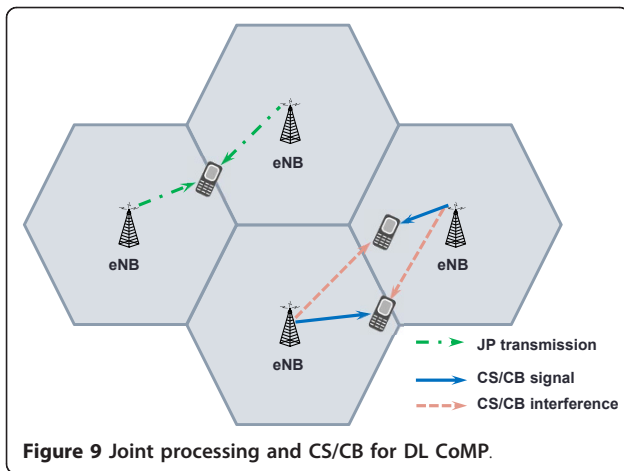 eNB
eNB
eNB
eNB
JP transmission
CS/CB signal
CS/CB interference
Figure 9 Joint processing and CS/CB for DL CoMP.